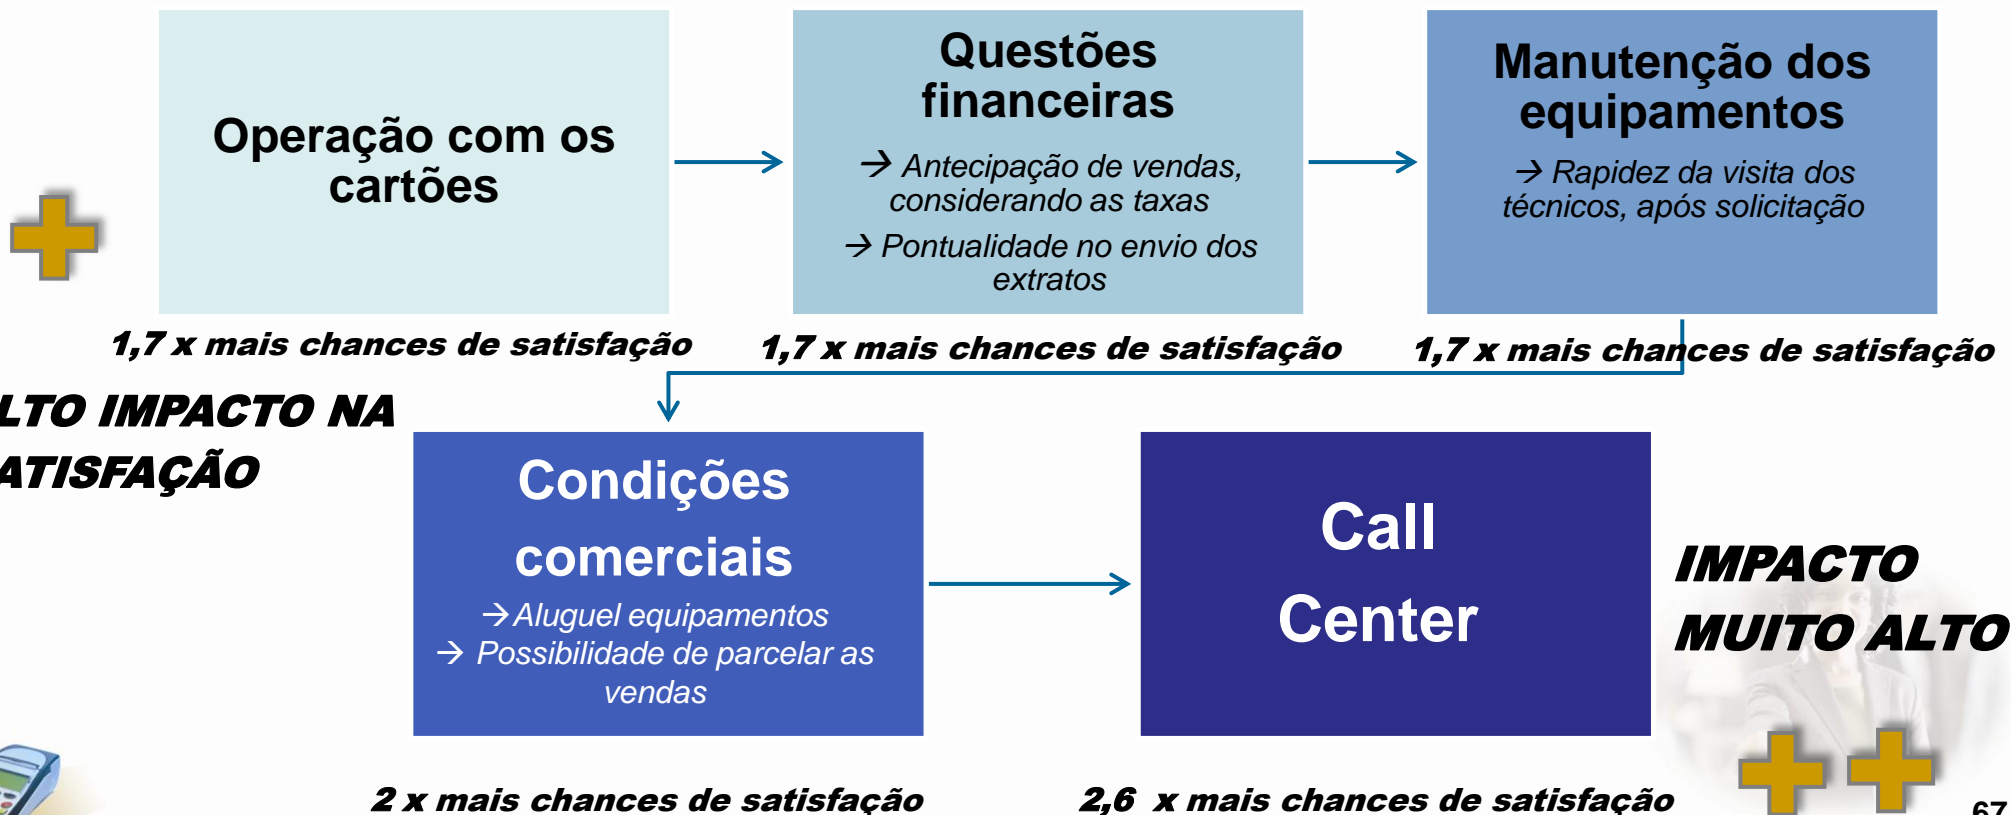 Operação com os
cartões
Questões
financeiras
→ Antecipação de vendas,
considerando as taxas
→ Pontualidade no envio dos
extratos
Manutenção dos
equipamentos
→ Rapidez da visita dos
técnicos, após solicitação
1,7 x mais chances de satisfação
1,7 x mais chances de satisfação
1,7 x mais chances de satisfação
LTO IMPACTO NA
ATISFAÇÃO
Condições
comerciais
→ Aluguel equipamentos
→ Possibilidade de parcelar as
vendas
Call
Center
IMPACTO
MUITO ALTO
2 x mais chances de satisfação
2,6 x mais chances de satisfação
67